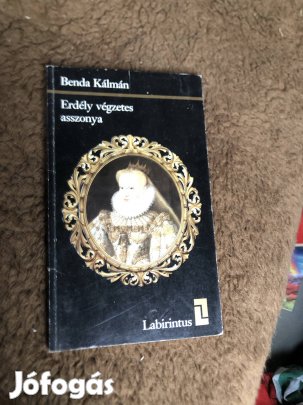 Benda Kálmán
Erdély végzetes
asszonya
Labirintus
Jófogás